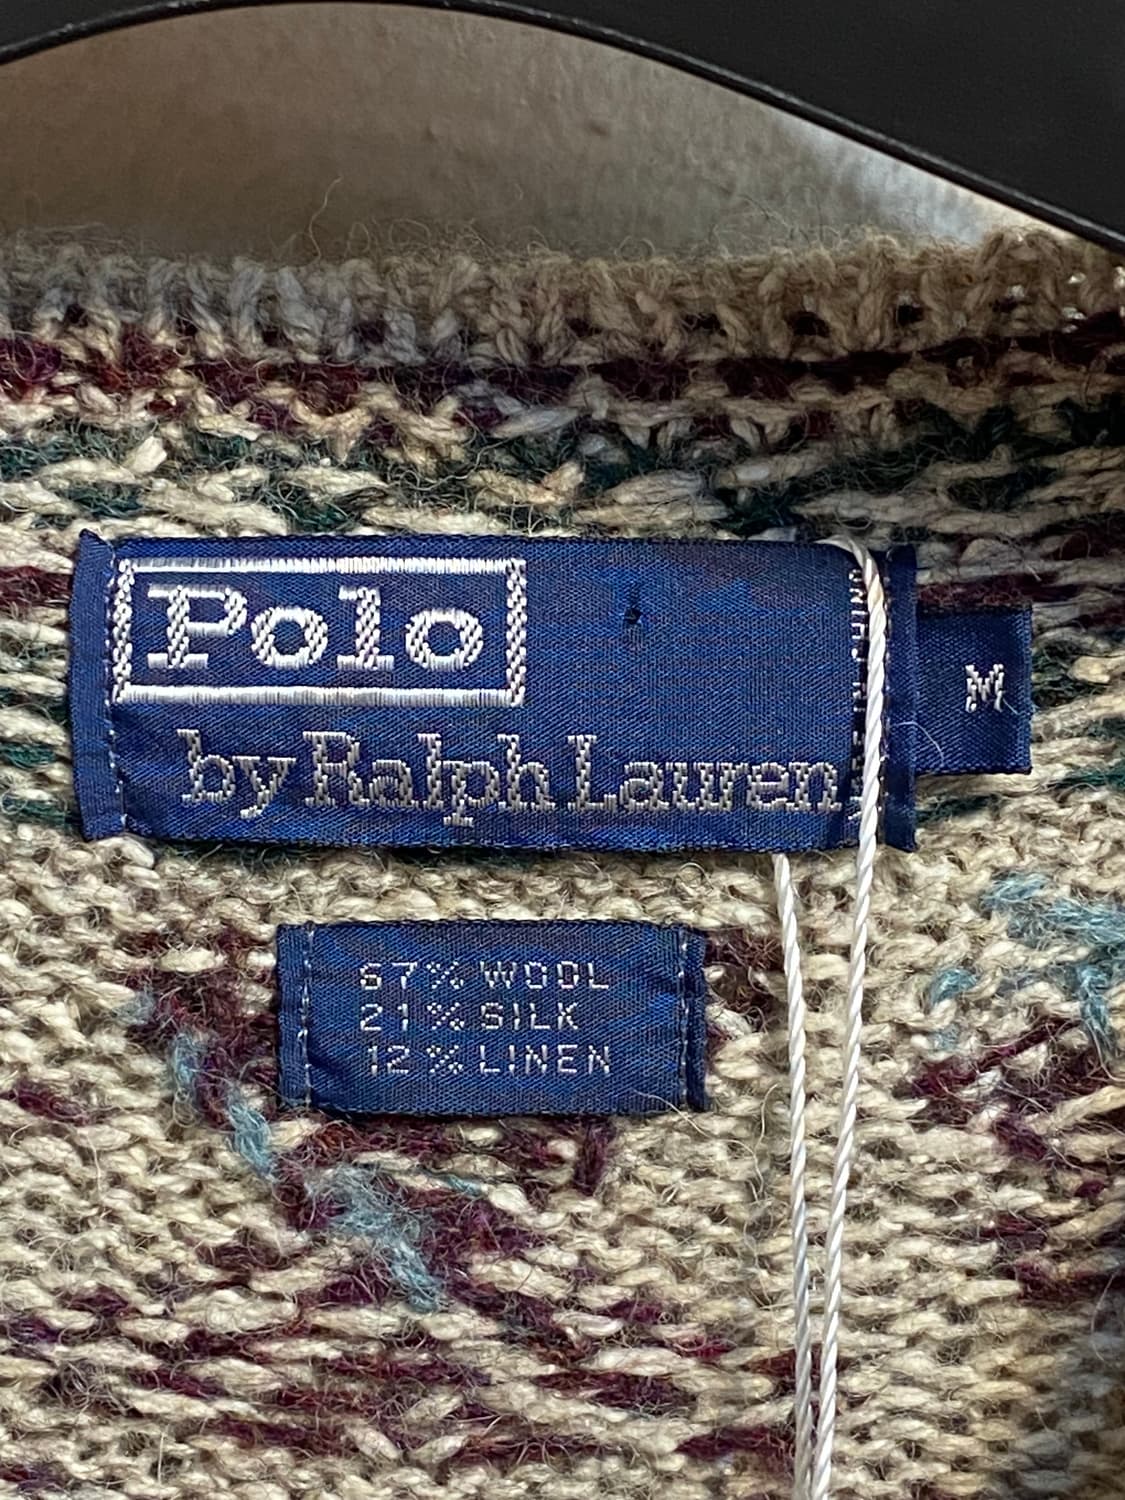 Polo
by Ralph Lauren
M
67% WOOL
21% SILK
12% LINEN